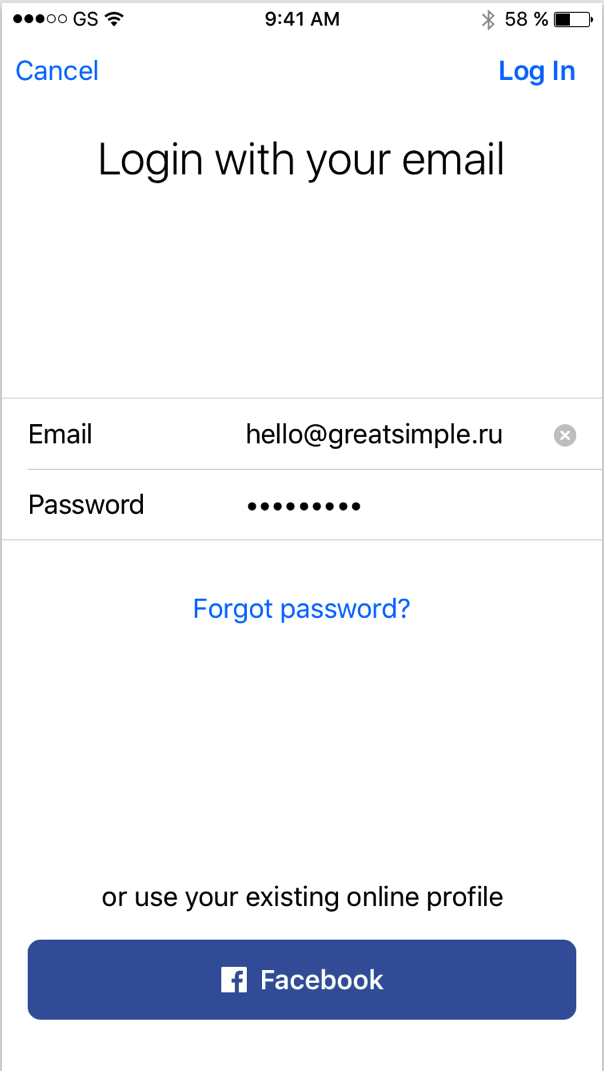 GS 9:41 AM 58 %
Cancel Log In
Login with your email
Email hello@greatsimple.ru
Password •••••••••
Forgot password?
or use your existing online profile
Facebook